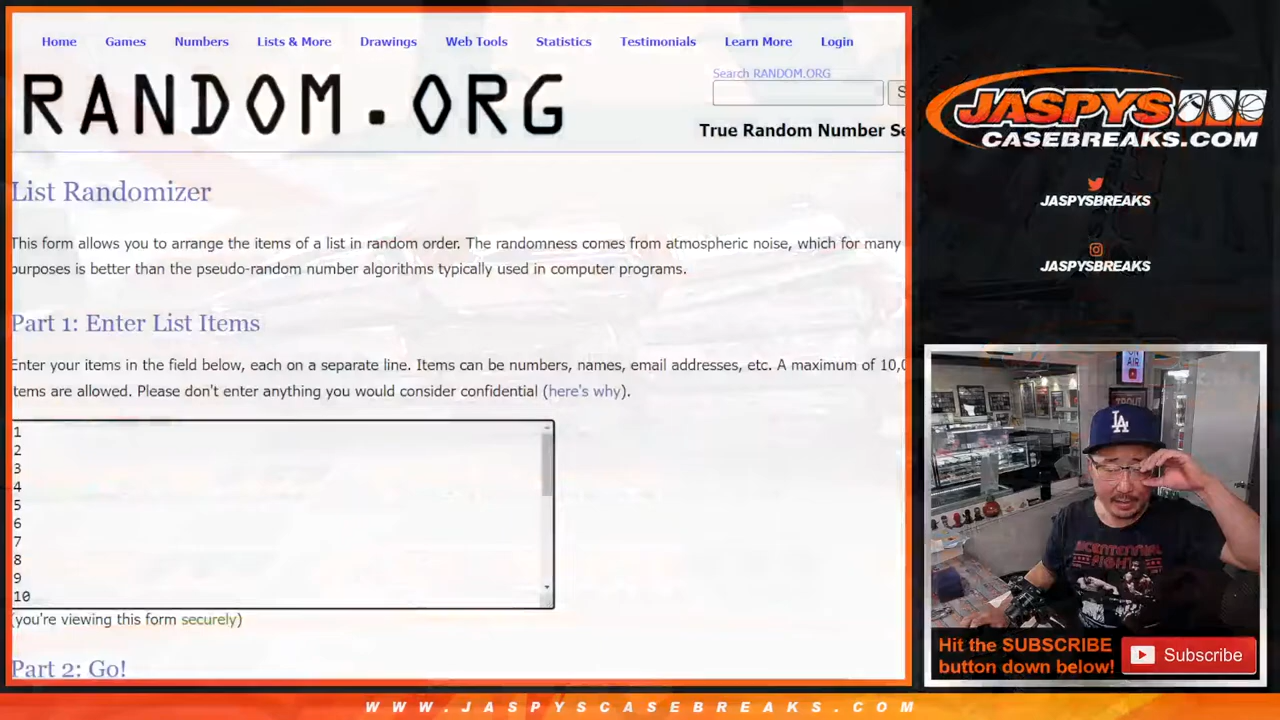 Home Games Numbers Lists & More Drawings Web Tools Statistics Testimonials Learn More Login
RANDOM.ORG
Search RANDOM.ORG
S
True Random Number Se
List Randomizer
This form allows you to arrange the items of a list in random order. The randomness comes from atmospheric noise, which for many
purposes is better than the pseudo-random number algorithms typically used in computer programs.
Part 1: Enter List Items
Enter your items in the field below, each on a separate line. Items can be numbers, names, email addresses, etc. A maximum of 10,0
items are allowed. Please don't enter anything you would consider confidential (here's why).
1
2
3
4
5
6
7
8
9
10
(you're viewing this form securely)
Part 2: Go!
JASPYS
CASEBREAKS.COM
JASPYSBREAKS
JASPYSBREAKS
ON
AIR
TROUT
LA
BICENTENNIAL
FIGHT
Hit the SUBSCRIBE
button down below!
Subscribe
WWW.JASPYSCASEBREAKS.COM